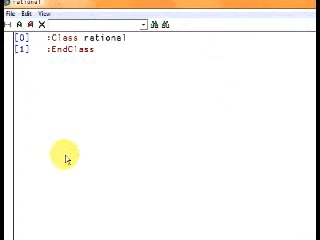 rational
File Edit View
[0] :Class rational
[1] :EndClass